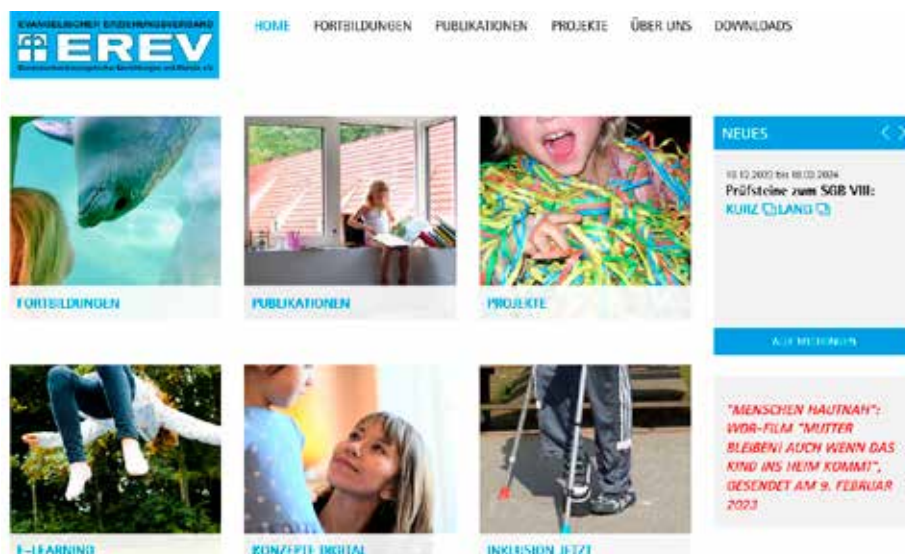 EVANGELISCHER ERZIEHUNGSVERBAND
EREV
HOME FORTBILDUNGEN PUBLIKATIONEN PROJEKTE ÜBER UNS DOWNLOADS
FORTBILDUNGEN
PUBLIKATIONEN
PROJEKTE
NEUES
Prüfsteine zum SGB VIII:
KURZ LANG
ALLE MELDUNGEN
E-LEARNING
KONZEPTE DIGITAL
INKLUSION JETZT
"MENSCHEN HAUTNAH":
WDR-FILM "MUTTER
BLEIBEN! AUCH WENN DAS
KIND INS HEIM KOMMT",
GESENDET AM 9. FEBRUAR
2023